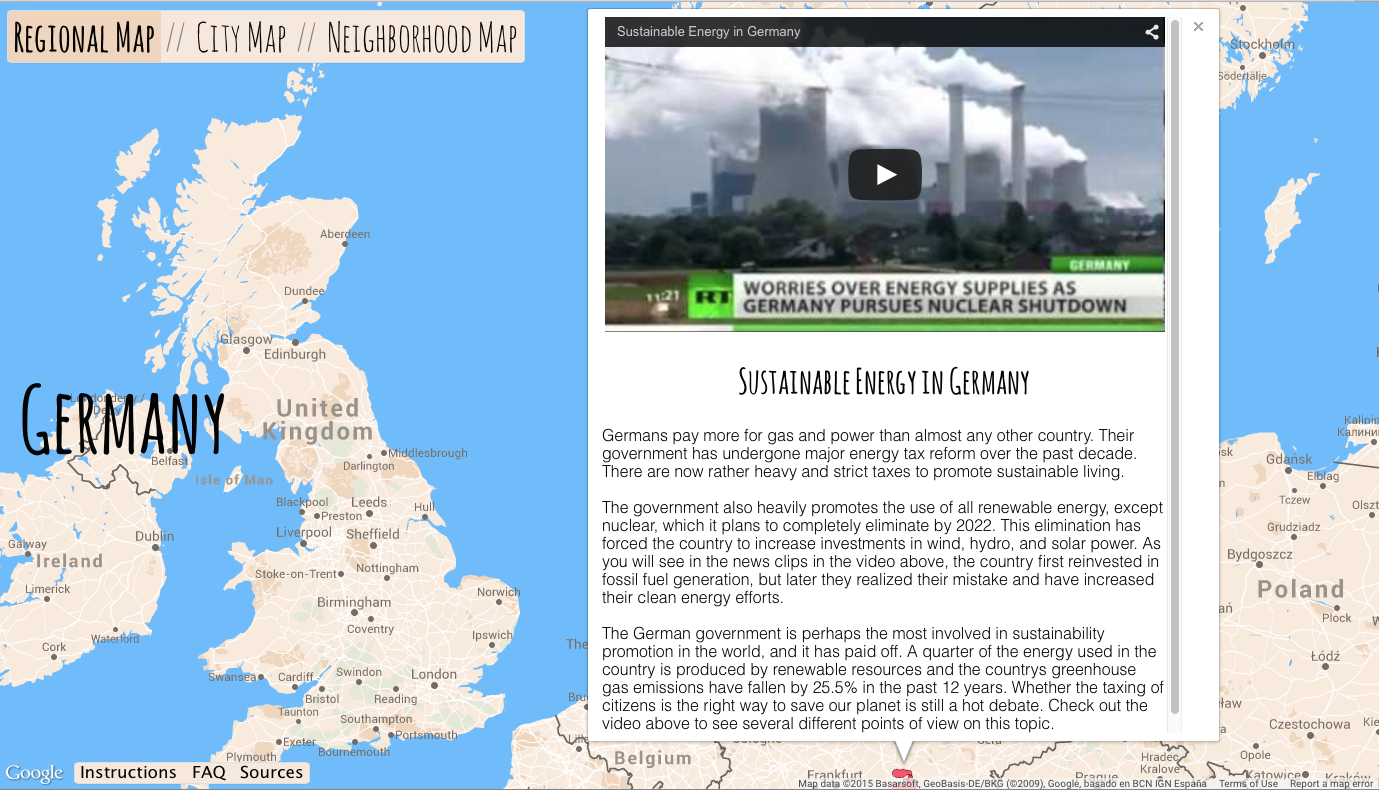 Regional Map // City Map // Neighborhood Map
Sustainable Energy in Germany
GERMANY
11:21 RT WORRIES OVER ENERGY SUPPLIES AS
GERMANY PURSUES NUCLEAR SHUTDOWN
Sustainable Energy in Germany
Germans pay more for gas and power than almost any other country. Their
government has undergone major energy tax reform over the past decade.
There are now rather heavy and strict taxes to promote sustainable living.
The government also heavily promotes the use of all renewable energy, except
nuclear, which it plans to completely eliminate by 2022. This elimination has
forced the country to increase investments in wind, hydro, and solar power. As
you will see in the news clips in the video above, the country first reinvested in
fossil fuel generation, but later they realized their mistake and have increased
their clean energy efforts.
The German government is perhaps the most involved in sustainability
promotion in the world, and it has paid off. A quarter of the energy used in the
country is produced by renewable resources and the countrys greenhouse
gas emissions have fallen by 25.5% in the past 12 years. Whether the taxing of
citizens is the right way to save our planet is still a hot debate. Check out the
video above to see several different points of view on this topic.
Germany
Aberdeen
Dundee
Glasgow
Edinburgh
United
Kingdom
Belfast
Isle of Man
Middlesbrough
Darlington
Blackpool
Leeds
Preston
Hull
Liverpool
Sheffield
Dublin
Galway
Ireland
Stoke-on-Trent
Nottingham
Limerick
Norwich
Birmingham
Coventry
Waterford
Ipswich
Cork
Swansea
Cardiff
Swindon
London
Bristol
Reading
Taunton
Southampton
Portsmouth
Exeter
Bournemouth
Plymouth
The
Belgium
Frankfurt
Prague
Stockholm
Södertälje
Gdańsk
Elbląg
Tczew
Grudziadz
Bydgoszcz
Poland
Plock
Łódź
Czestochowa
Opole
Hradec
Králové
Katowice
Kraków
Google
Instructions FAQ Sources
Map data ©2015 Basarsoft, GeoBasis-DE/BKG (©2009), Google, basado en BCN IGN España Terms of Use Report a map error